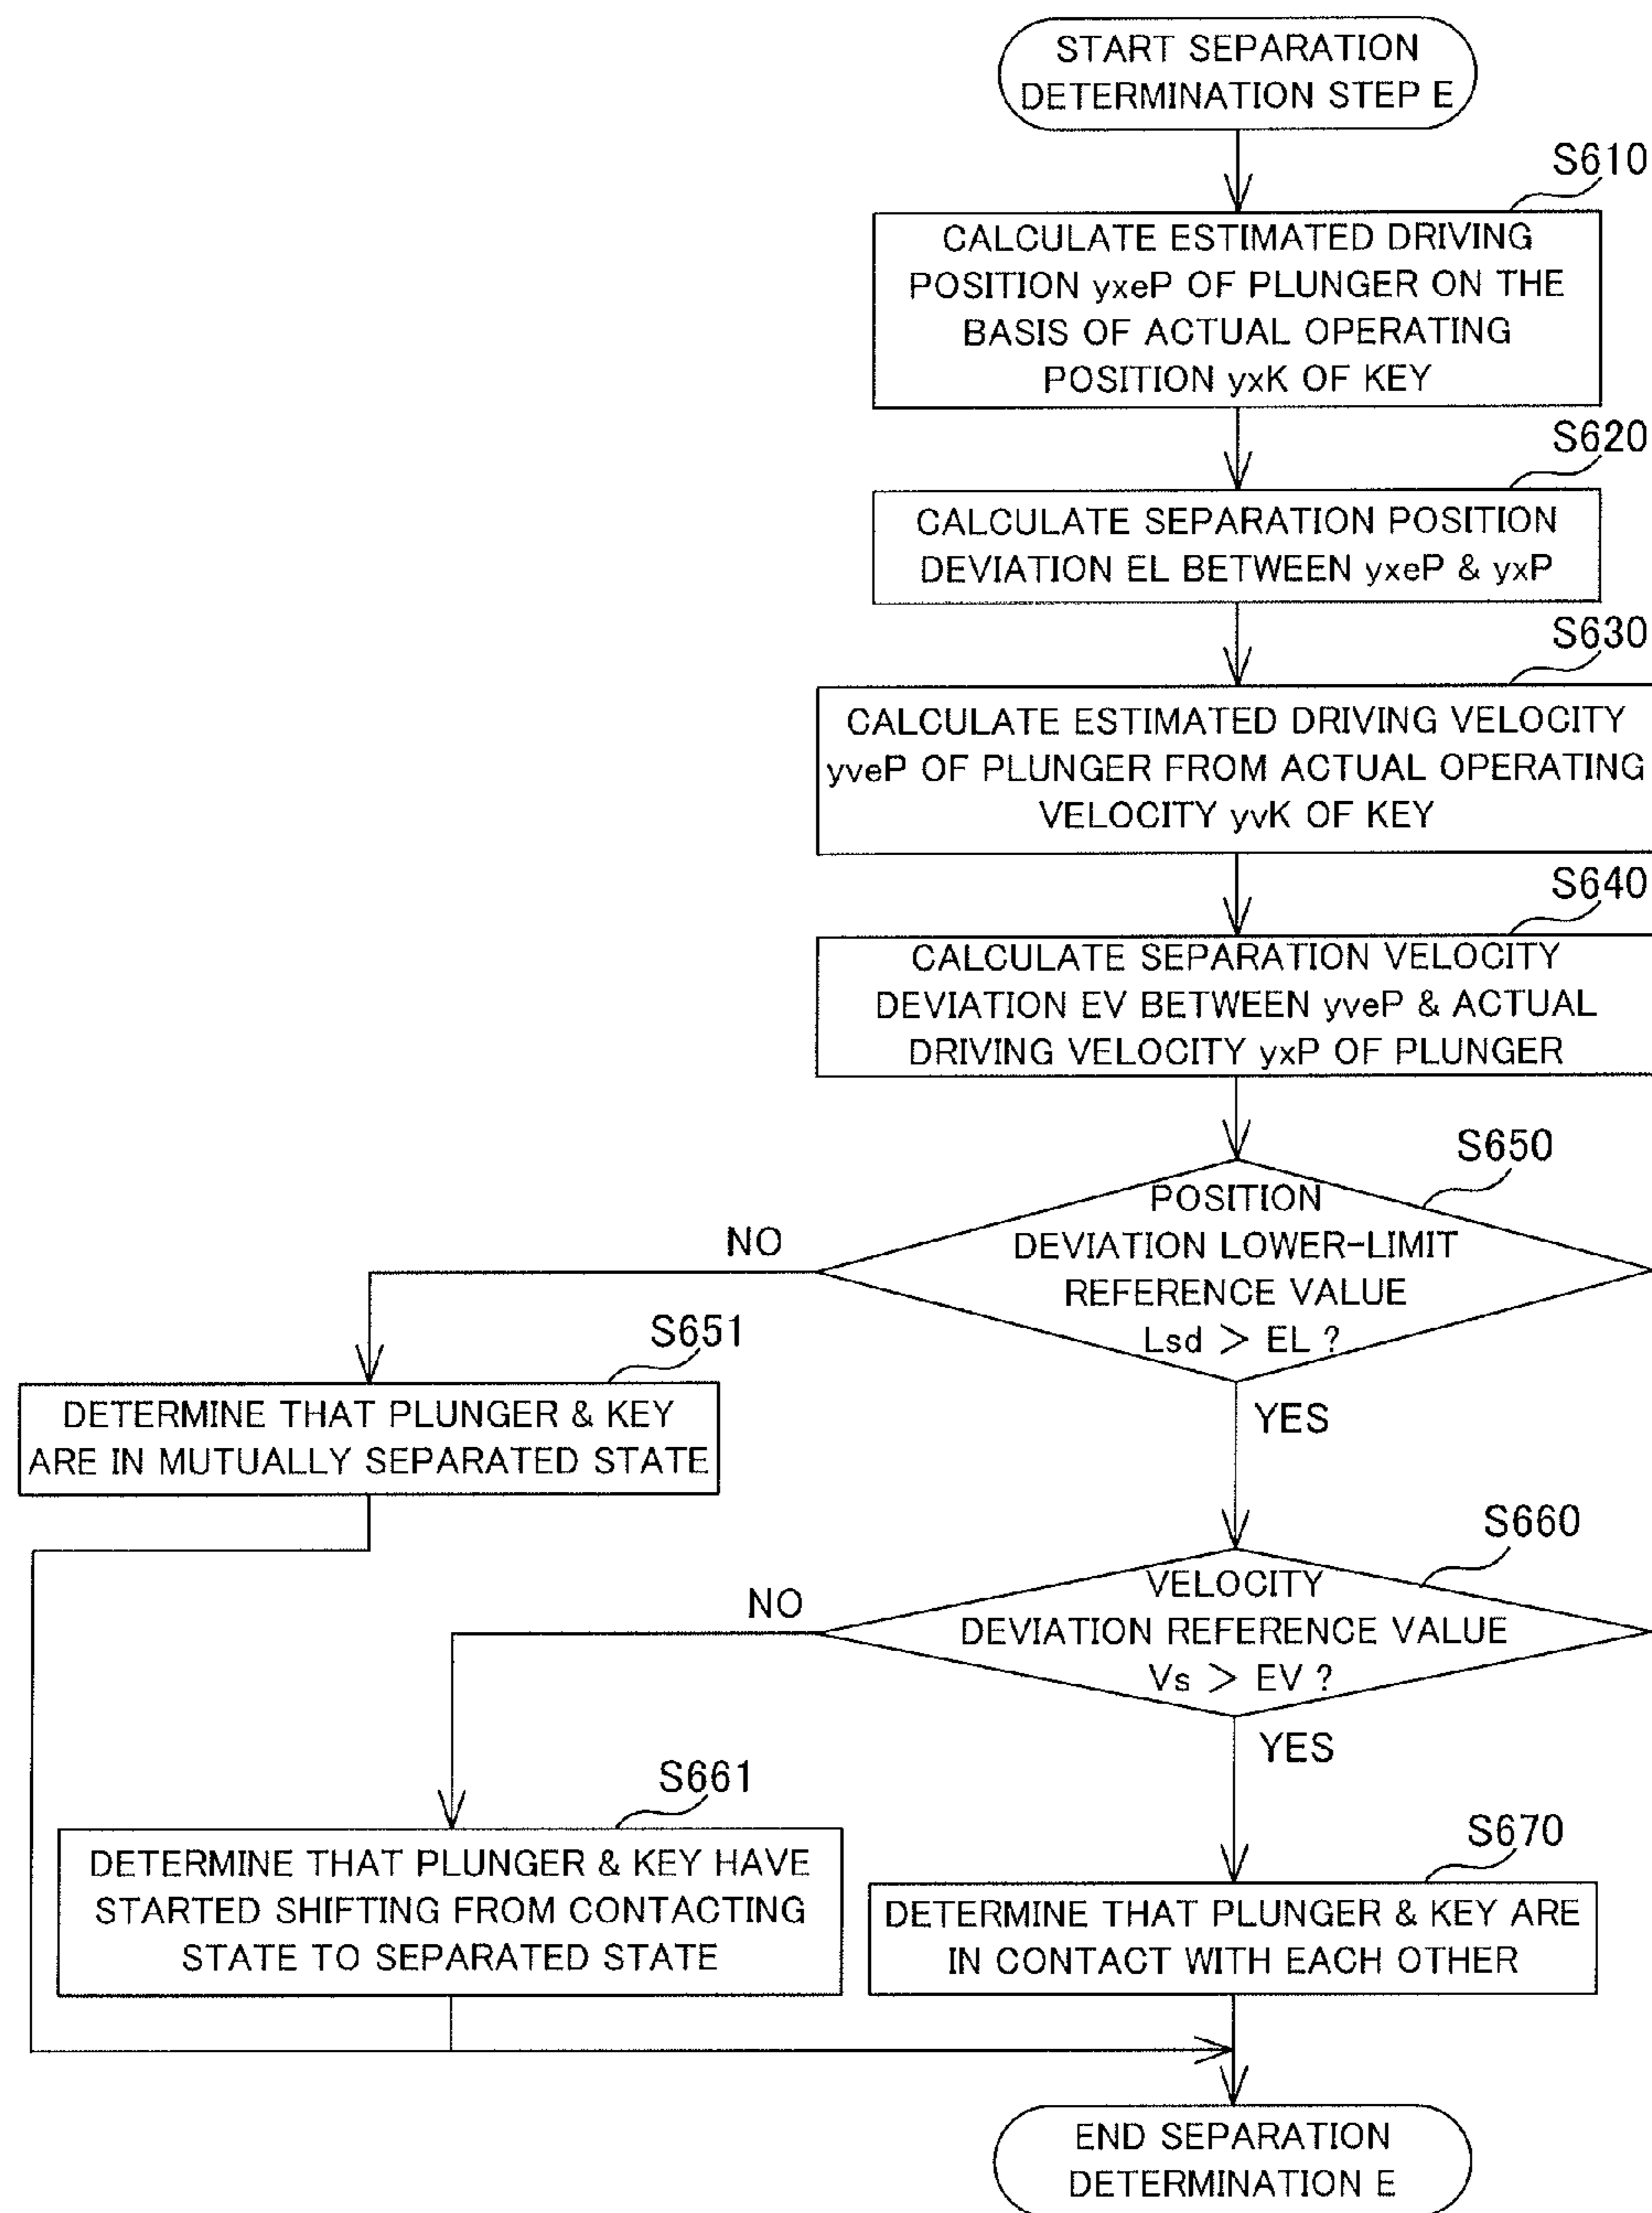 START SEPARATION
DETERMINATION STEP E
S610
CALCULATE ESTIMATED DRIVING
POSITION yxeP OF PLUNGER ON THE
BASIS OF ACTUAL OPERATING
POSITION yxK OF KEY
S620
CALCULATE SEPARATION POSITION
DEVIATION EL BETWEEN yxeP & yxP
S630
CALCULATE ESTIMATED DRIVING VELOCITY
yveP OF PLUNGER FROM ACTUAL OPERATING
VELOCITY yvK OF KEY
S640
CALCULATE SEPARATION VELOCITY
DEVIATION EV BETWEEN yveP & ACTUAL
DRIVING VELOCITY yxP OF PLUNGER
S650
POSITION
DEVIATION LOWER-LIMIT
REFERENCE VALUE
Lsd > EL ?
NO
S651
DETERMINE THAT PLUNGER & KEY
ARE IN MUTUALLY SEPARATED STATE
YES
S660
VELOCITY
DEVIATION REFERENCE VALUE
Vs > EV ?
NO
YES
S661
DETERMINE THAT PLUNGER & KEY HAVE
STARTED SHIFTING FROM CONTACTING
STATE TO SEPARATED STATE
S670
DETERMINE THAT PLUNGER & KEY ARE
IN CONTACT WITH EACH OTHER
END SEPARATION
DETERMINATION E